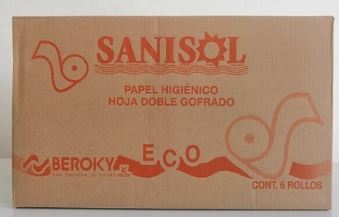 SANISOL
PAPEL HIGIÉNICO
HOJA DOBLE GOFRADO
BEROKY
ECO
CONT. 6 ROLLOS